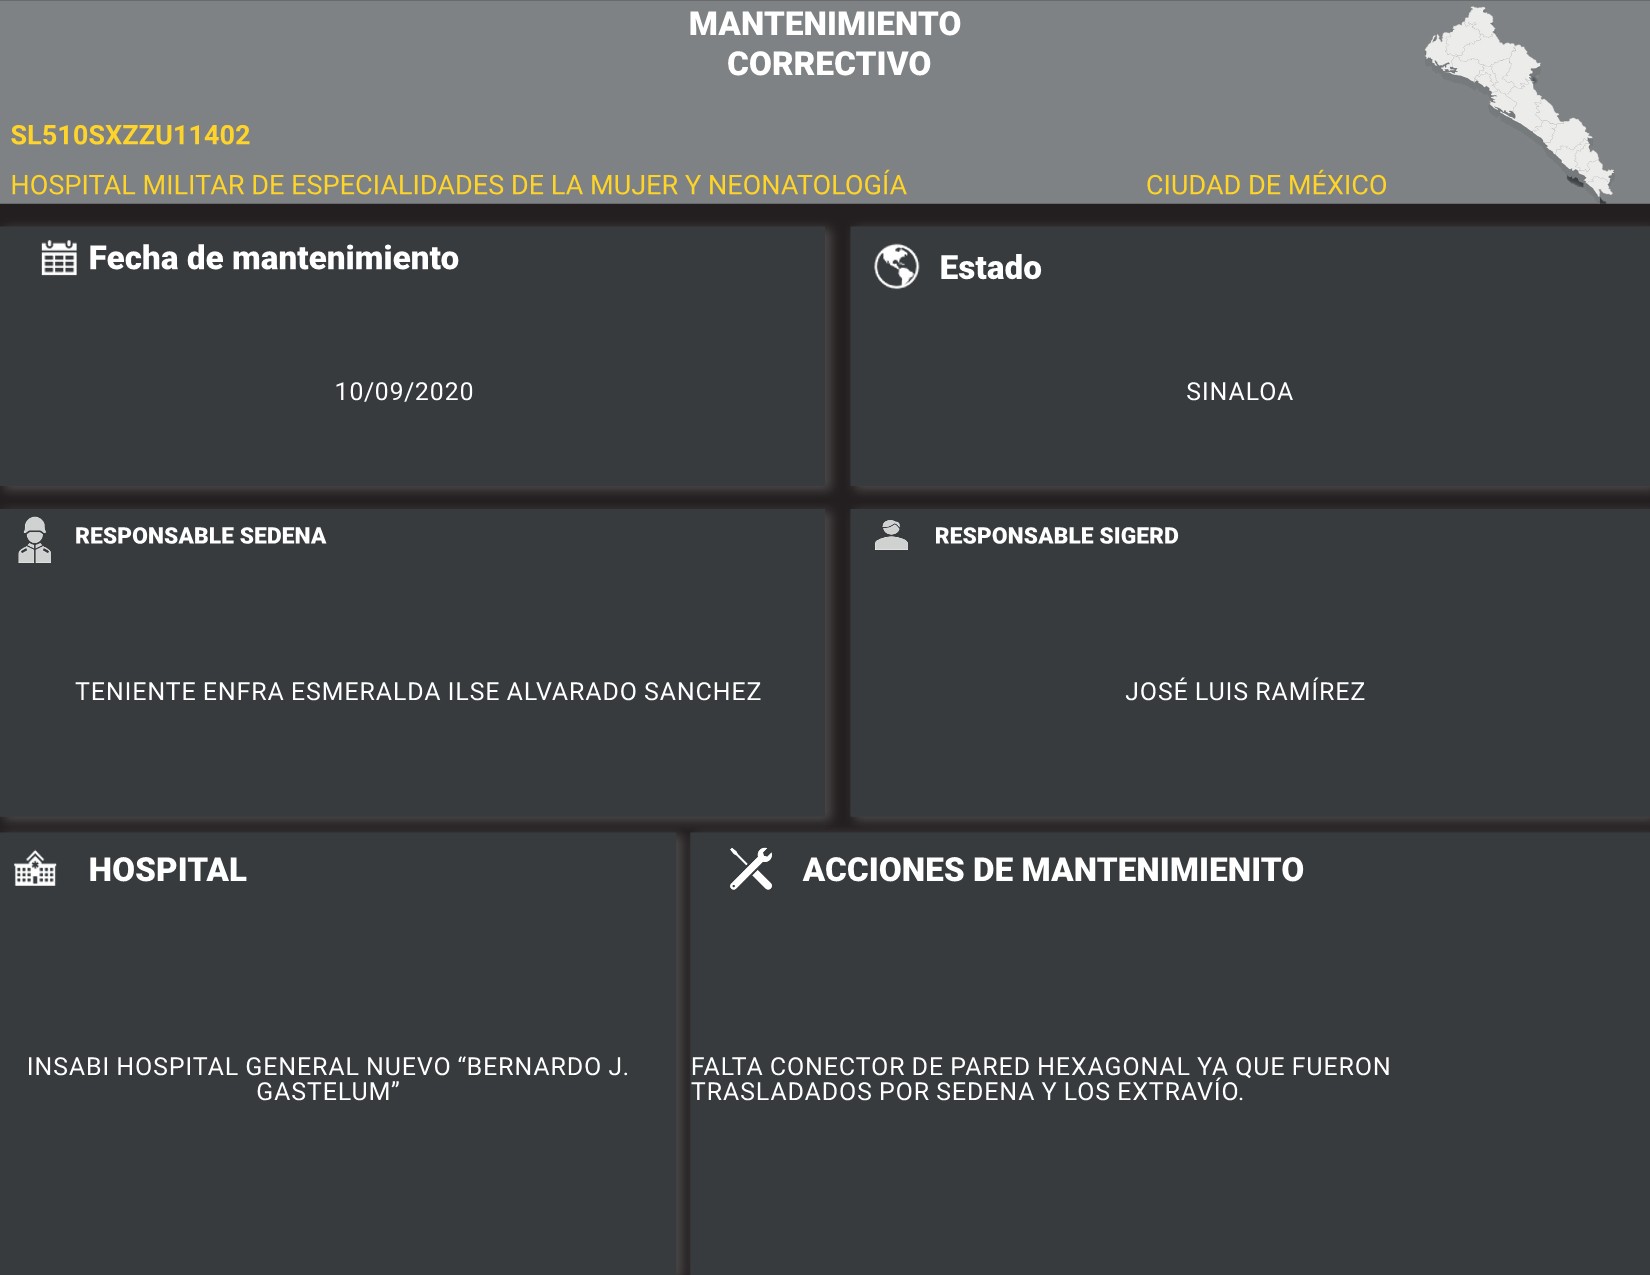 MANTENIMIENTO
CORRECTIVO
SL510SXZZU11402
HOSPITAL MILITAR DE ESPECIALIDADES DE LA MUJER Y NEONATOLOGÍA
CIUDAD DE MÉXICO
Fecha de mantenimiento
10/09/2020
Estado
SINALOA
RESPONSABLE SEDENA
TENIENTE ENFRA ESMERALDA ILSE ALVARADO SANCHEZ
RESPONSABLE SIGERD
JOSÉ LUIS RAMÍREZ
HOSPITAL
INSABI HOSPITAL GENERAL NUEVO “BERNARDO J.
GASTELUM”
ACCIONES DE MANTENIMIENITO
FALTA CONECTOR DE PARED HEXAGONAL YA QUE FUERON
TRASLADADOS POR SEDENA Y LOS EXTRAVÍO.